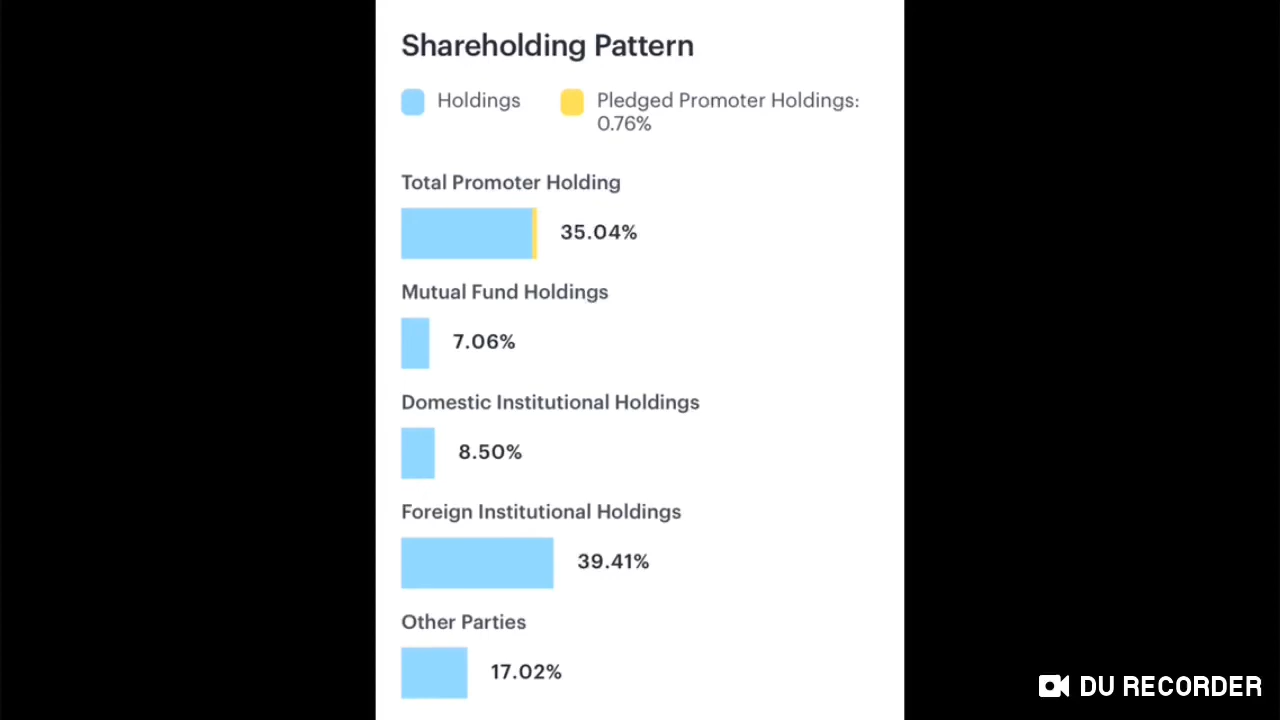 Shareholding Pattern
Holdings
Pledged Promoter Holdings:
0.76%
Total Promoter Holding
35.04%
Mutual Fund Holdings
7.06%
Domestic Institutional Holdings
8.50%
Foreign Institutional Holdings
39.41%
Other Parties
17.02%
DU RECORDER